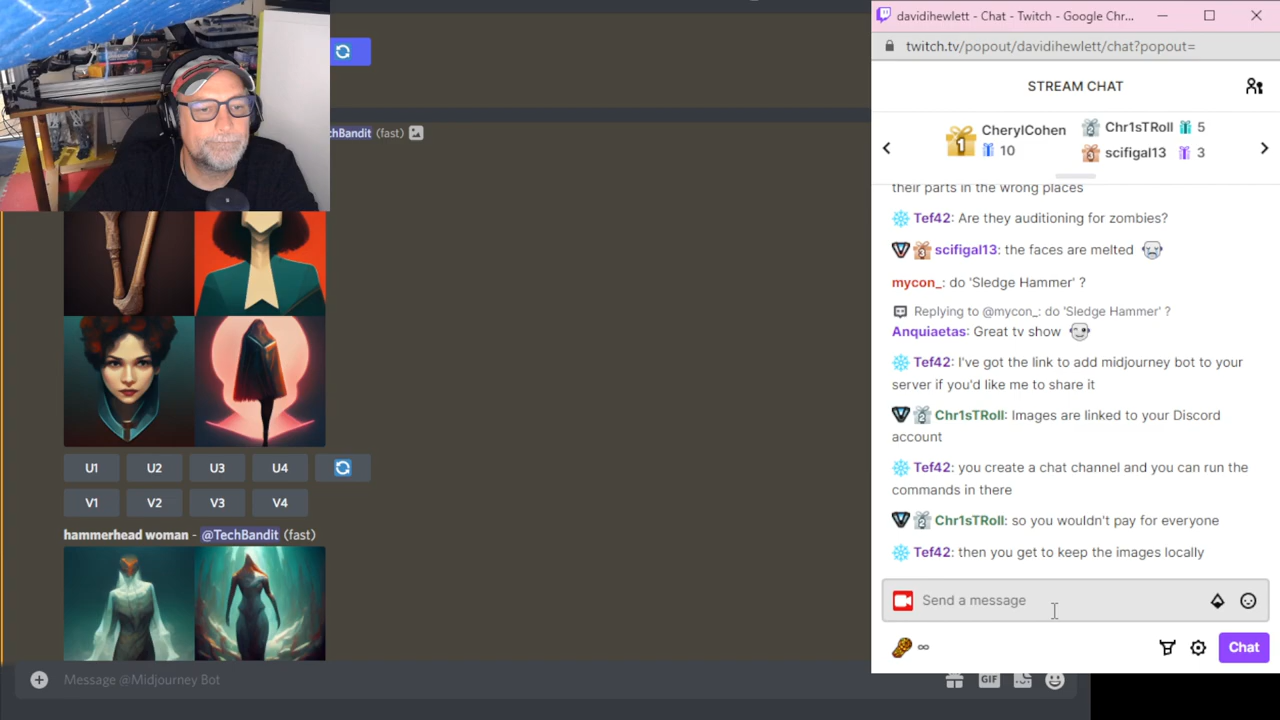 davidihewlett - Chat - Twitch - Google Chr...
twitch.tv/popout/davidihewlett/chat?popout=
STREAM CHAT
1
CherylCohen
10
2
Chr1sTRoll
5
3
scifigal13
3
their parts in the wrong places
Tef42: Are they auditioning for zombies?
scifigal13: the faces are melted
mycon_: do 'Sledge Hammer' ?
Replying to @mycon_: do 'Sledge Hammer' ?
Anquiaetas: Great tv show
Tef42: I've got the link to add midjourney bot to your
server if you'd like me to share it
Chr1sTRoll: Images are linked to your Discord
account
Tef42: you create a chat channel and you can run the
commands in there
Chr1sTRoll: so you wouldn't pay for everyone
Tef42: then you get to keep the images locally
Send a message
∞
Chat
chBandit (fast)
U1 U2 U3 U4
V1 V2 V3 V4
hammerhead woman - @TechBandit (fast)
Message @Midjourney Bot
GIF